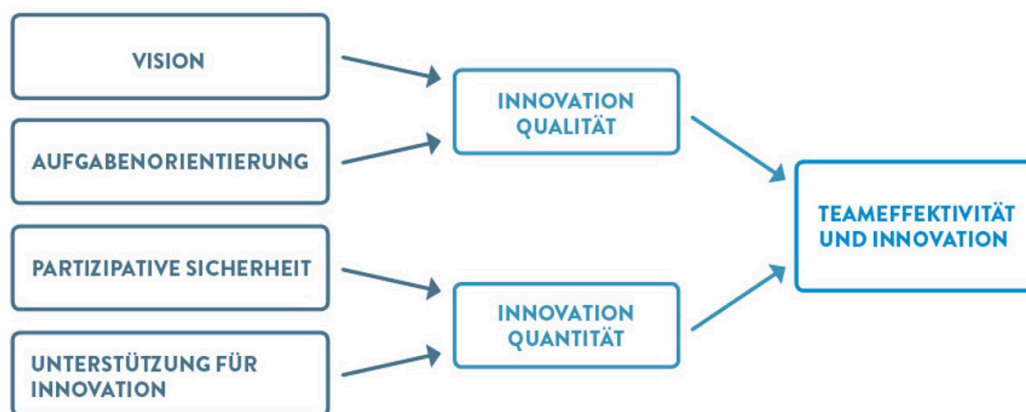 VISION
AUFGABENORIENTIERUNG
PARTIZIPATIVE SICHERHEIT
UNTERSTÜTZUNG FÜR
INNOVATION
INNOVATION
QUALITÄT
INNOVATION
QUANTITÄT
TEAMEFFEKTIVITÄT
UND INNOVATION